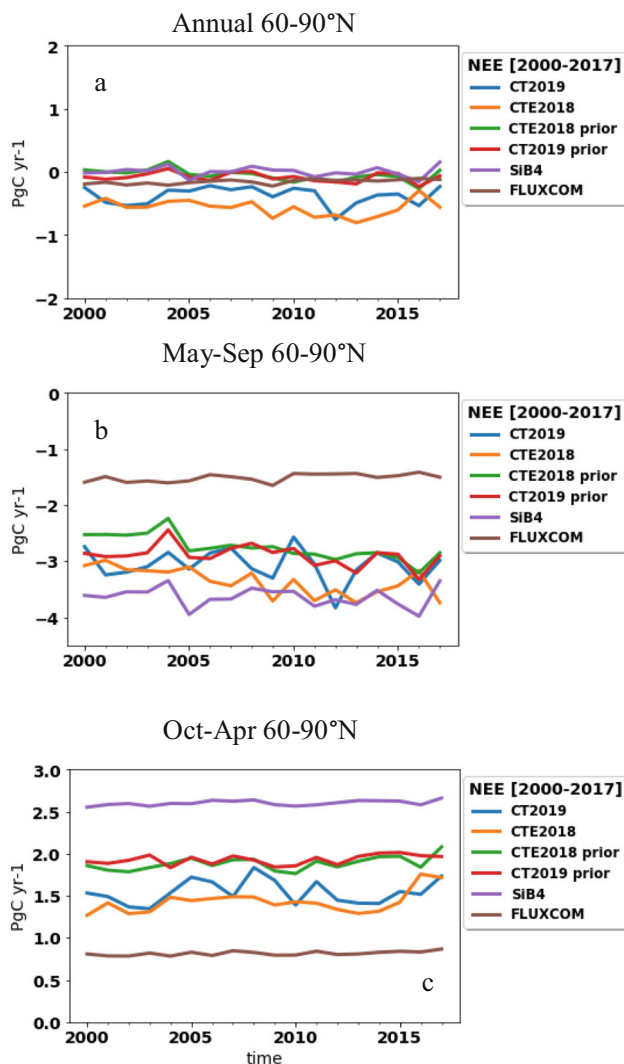 Annual 60-90°N
2
1
0
−1
−2
PgC yr-1
a
2000
2005
2010
2015
NEE [2000-2017]
CT2019
CTE2018
CTE2018 prior
CT2019 prior
SiB4
FLUXCOM
May-Sep 60-90°N
0
−1
−2
−3
−4
PgC yr-1
b
2000
2005
2010
2015
NEE [2000-2017]
CT2019
CTE2018
CTE2018 prior
CT2019 prior
SiB4
FLUXCOM
Oct-Apr 60-90°N
3.0
2.5
2.0
1.5
1.0
0.5
0.0
PgC yr-1
c
2000
2005
2010
2015
time
NEE [2000-2017]
CT2019
CTE2018
CTE2018 prior
CT2019 prior
SiB4
FLUXCOM